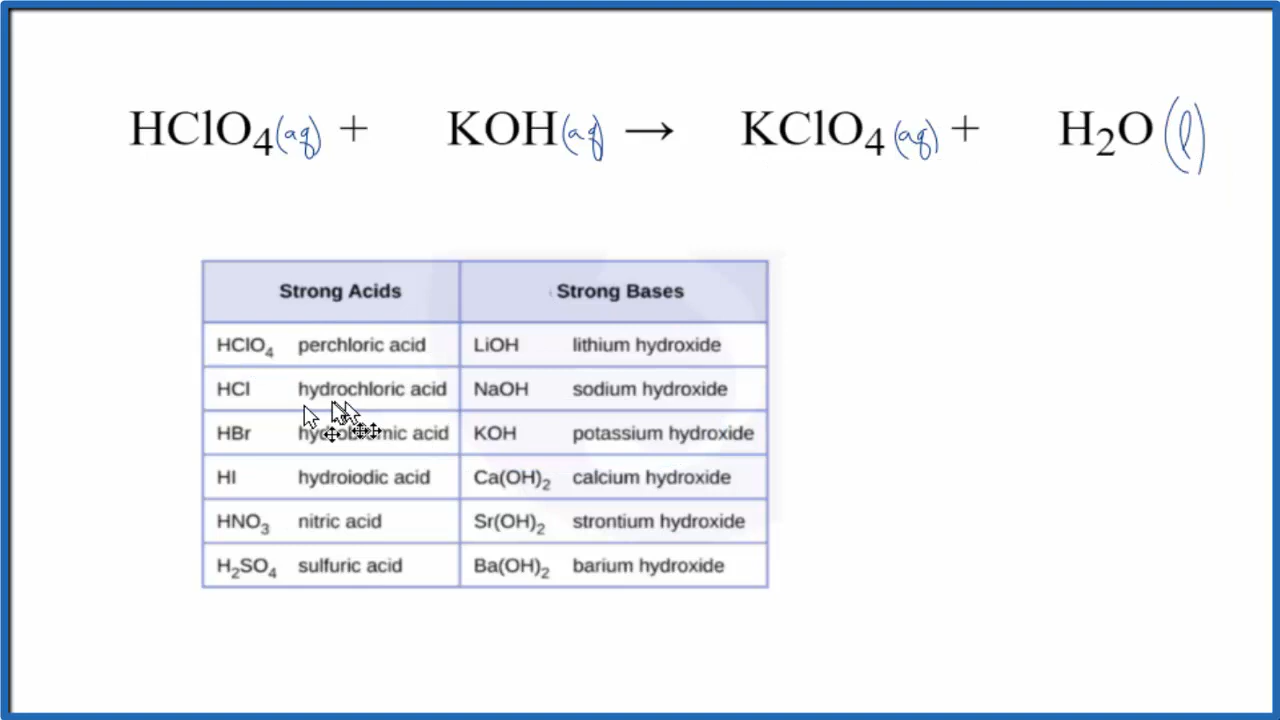 HClO₄(aq) + KOH(aq) → KClO₄(aq) + H₂O(l)
Strong Acids Strong Bases
HClO₄ perchloric acid LiOH lithium hydroxide
HCl hydrochloric acid NaOH sodium hydroxide
HBr hydrobromic acid KOH potassium hydroxide
HI hydroiodic acid Ca(OH)₂ calcium hydroxide
HNO₃ nitric acid Sr(OH)₂ strontium hydroxide
H₂SO₄ sulfuric acid Ba(OH)₂ barium hydroxide